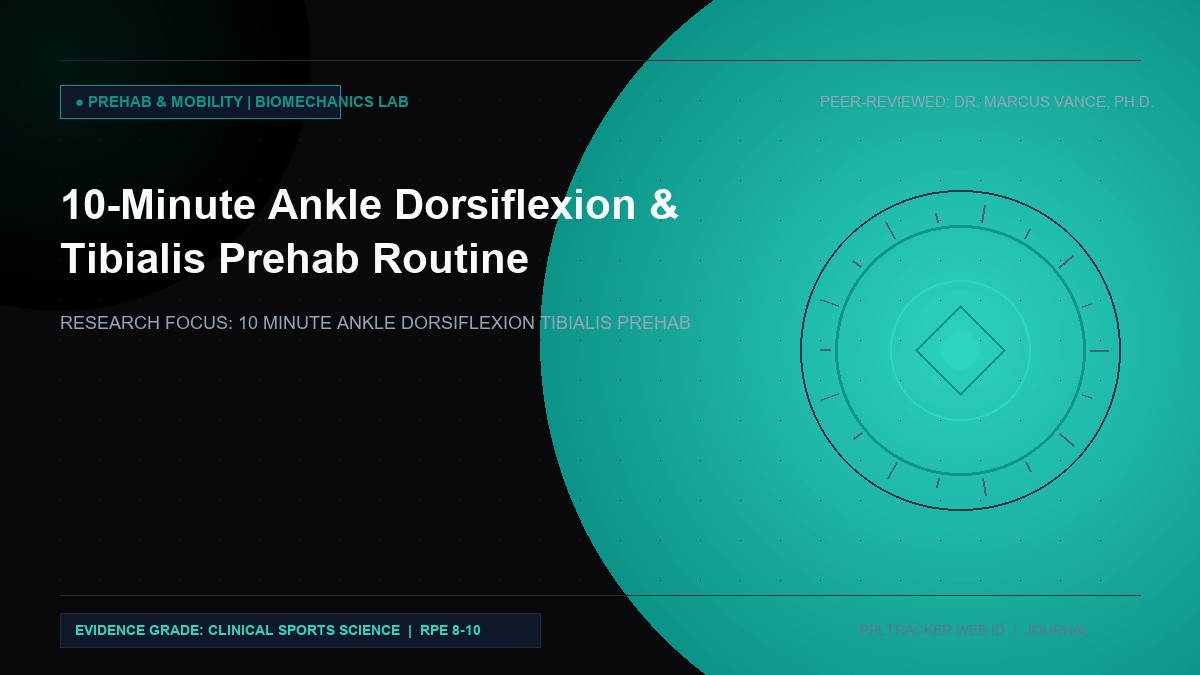 ● PREHAB & MOBILITY | BIOMECHANICS LAB
PEER-REVIEWED: DR. MARCUS VANCE, PH.D.
10-Minute Ankle Dorsiflexion &
Tibialis Prehab Routine
RESEARCH FOCUS: 10 MINUTE ANKLE DORSIFLEXION TIBIALIS PREHAB
EVIDENCE GRADE: CLINICAL SPORTS SCIENCE | RPE 8-10
PPLTRACKER.WEB.ID | JOURNAL